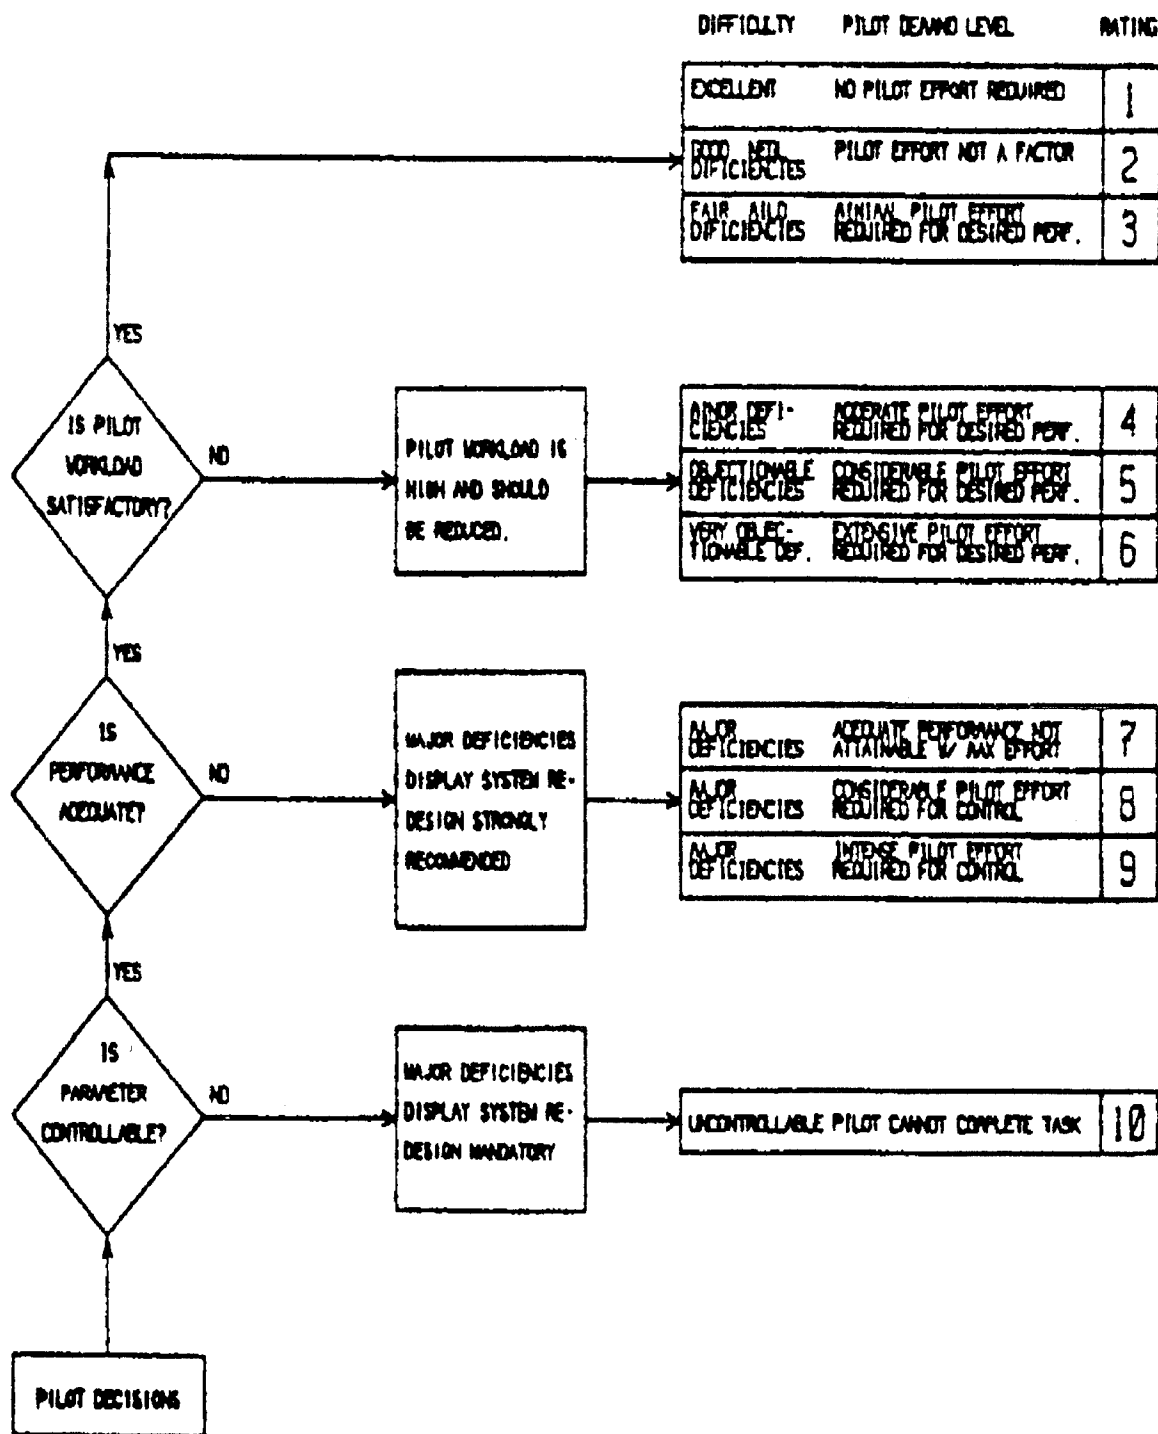 DIFFICULTY PILOT DEMAND LEVEL RATING
EXCELLENT NO PILOT EFFORT REQUIRED 1
GOOD NEGL PILOT EFFORT NOT A FACTOR 2
DIFICIENCIES
FAIR PILOT EFFORT
DIFICIENCIES REQUIRED FOR DESIRED PERF. 3
YES
IS PILOT
WORKLOAD
SATISFACTORY?
NO
PILOT WORKLOAD IS
HIGH AND SHOULD
BE REDUCED.
MINOR DEFI- MODERATE PILOT EFFORT
CIENCIES REQUIRED FOR DESIRED PERF. 4
OBJECTIONABLE CONSIDERABLE PILOT EFFORT
DEFICIENCIES REQUIRED FOR DESIRED PERF. 5
VERY OBJEC- EXTENSIVE PILOT EFFORT
TIONABLE DEF. REQUIRED FOR DESIRED PERF. 6
YES
IS
PERFORMANCE
ADEQUATE?
NO
MAJOR DEFICIENCIES
DISPLAY SYSTEM RE-
DESIGN STRONGLY
RECOMMENDED
MAJOR ADEQUATE PERFORMANCE NOT
DEFICIENCIES ATTAINABLE W/ MAX EFFORT 7
MAJOR CONSIDERABLE PILOT EFFORT
DEFICIENCIES REQUIRED FOR CONTROL 8
MAJOR INTENSE PILOT EFFORT
DEFICIENCIES REQUIRED FOR CONTROL 9
YES
IS
PARAMETER
CONTROLLABLE?
NO
MAJOR DEFICIENCIES
DISPLAY SYSTEM RE-
DESIGN MANDATORY
UNCONTROLLABLE PILOT CANNOT COMPLETE TASK 10
PILOT DECISIONS